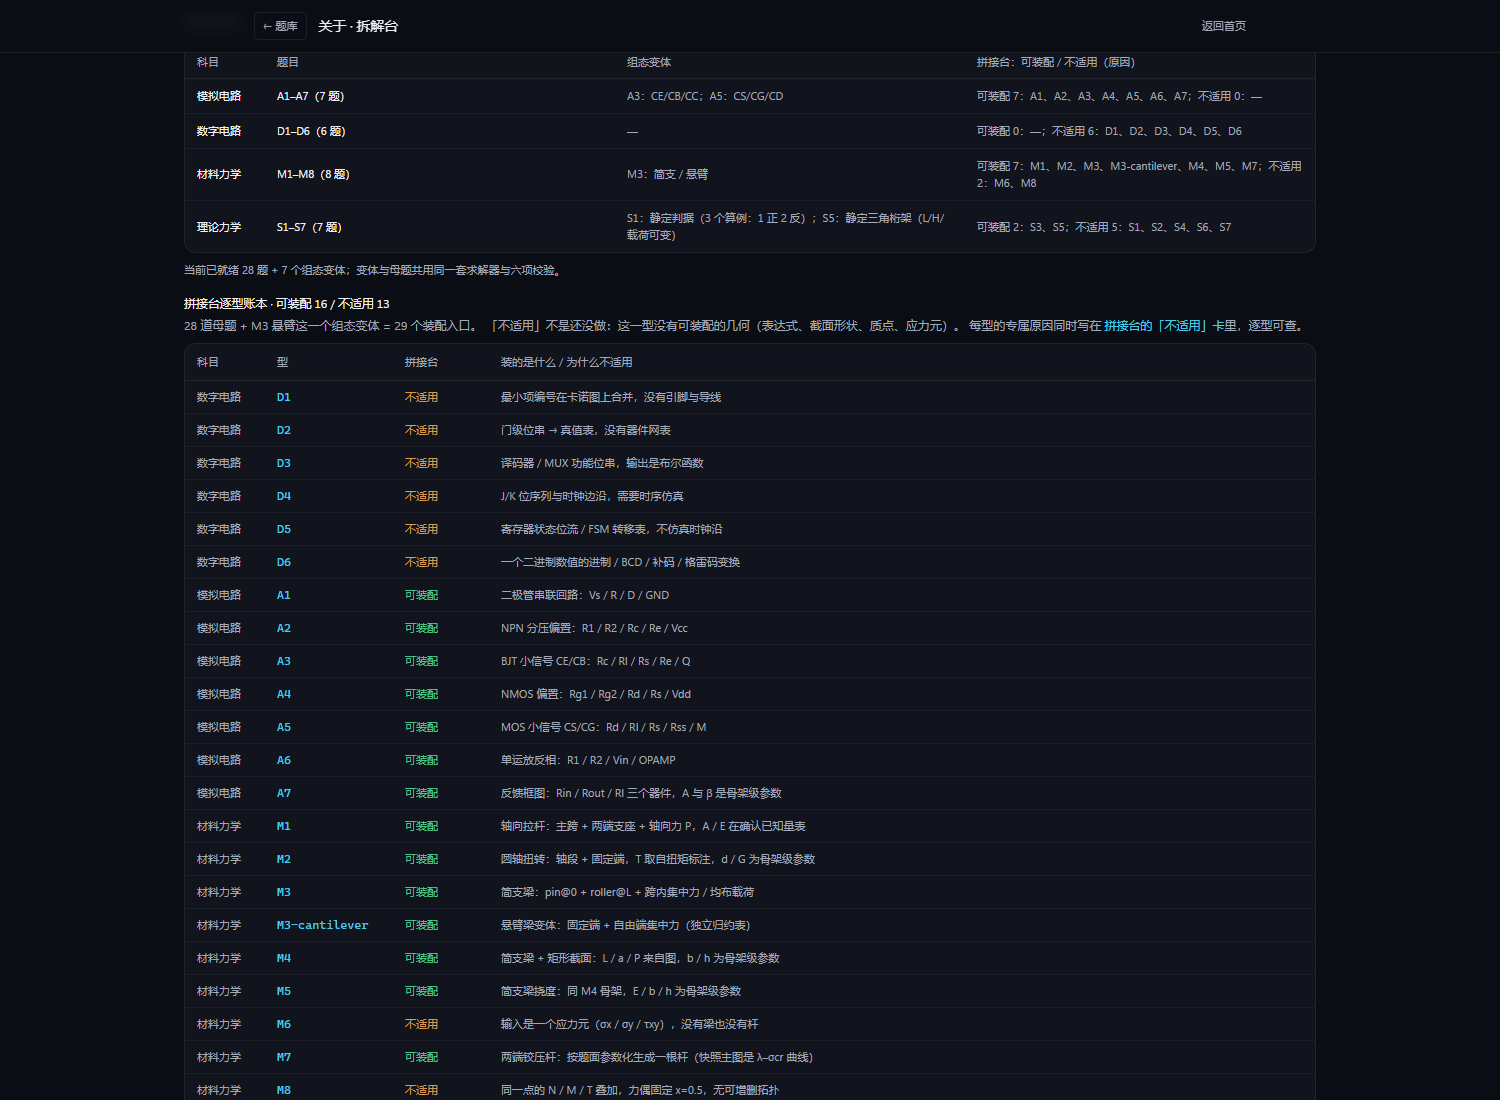 ← 题库 关于 · 拆解台 返回首页
科目 题目 组态变体 拼接台：可装配 / 不适用（原因）
模拟电路 A1–A7（7 题） A3：CE/CB/CC；A5：CS/CG/CD 可装配 7：A1、A2、A3、A4、A5、A6、A7；不适用 0：—
数字电路 D1–D6（6 题） — 可装配 0：—；不适用 6：D1、D2、D3、D4、D5、D6
材料力学 M1–M8（8 题） M3：简支 / 悬臂 可装配 7：M1、M2、M3、M3-cantilever、M4、M5、M7；不适用
2：M6、M8
理论力学 S1–S7（7 题） S1：静定判据（3 个算例：1 正 2 反）；S5：静定三角桁架（L/H/
载荷可变） 可装配 2：S3、S5；不适用 5：S1、S2、S4、S6、S7
当前已就绪 28 题 + 7 个组态变体；变体与母题共用同一套求解器与六项校验。
拼接台逐型账本 · 可装配 16 / 不适用 13
28 道母题 + M3 悬臂这一个组态变体 = 29 个装配入口。 「不适用」不是还没做：这一型没有可装配的几何（表达式、截面形状、质点、应力元）。 每型的专属原因同时写在 拼接台的「不适用」卡里，逐型可查。
科目 型 拼接台 装的是什么 / 为什么不适用
数字电路 D1 不适用 最小项编号在卡诺图上合并，没有引脚与导线
数字电路 D2 不适用 门级位串 → 真值表，没有器件网表
数字电路 D3 不适用 译码器 / MUX 功能位串，输出是布尔函数
数字电路 D4 不适用 J/K 位序列与时钟边沿，需要时序仿真
数字电路 D5 不适用 寄存器状态位流 / FSM 转移表，不仿真时钟沿
数字电路 D6 不适用 一个二进制数值的进制 / BCD / 补码 / 格雷码变换
模拟电路 A1 可装配 二极管串联回路：Vs / R / D / GND
模拟电路 A2 可装配 NPN 分压偏置：R1 / R2 / Rc / Re / Vcc
模拟电路 A3 可装配 BJT 小信号 CE/CB：Rc / Rl / Rs / Re / Q
模拟电路 A4 可装配 NMOS 偏置：Rg1 / Rg2 / Rd / Rs / Vdd
模拟电路 A5 可装配 MOS 小信号 CS/CG：Rd / Rl / Rs / Rss / M
模拟电路 A6 可装配 单运放反相：R1 / R2 / Vin / OPAMP
模拟电路 A7 可装配 反馈框图：Rin / Rout / Rl 三个器件，A 与 β 是骨架级参数
材料力学 M1 可装配 轴向拉杆：主跨 + 两端支座 + 轴向力 P，A / E 在确认已知量表
材料力学 M2 可装配 圆轴扭转：轴段 + 固定端，T 取自扭矩标注，d / G 为骨架级参数
材料力学 M3 可装配 简支梁：pin@0 + roller@L + 跨内集中力 / 均布载荷
材料力学 M3-cantilever 可装配 悬臂梁变体：固定端 + 自由端集中力（独立归约表）
材料力学 M4 可装配 简支梁 + 矩形截面：L / a / P 来自图，b / h 为骨架级参数
材料力学 M5 可装配 简支梁挠度：同 M4 骨架，E / b / h 为骨架级参数
材料力学 M6 不适用 输入是一个应力元（σx / σy / τxy），没有梁也没有杆
材料力学 M7 可装配 两端铰压杆：按题面参数化生成一根杆（快照主图是 λ–σcr 曲线）
材料力学 M8 不适用 同一点的 N / M / T 叠加，力偶固定 x=0.5，无可增删拓扑